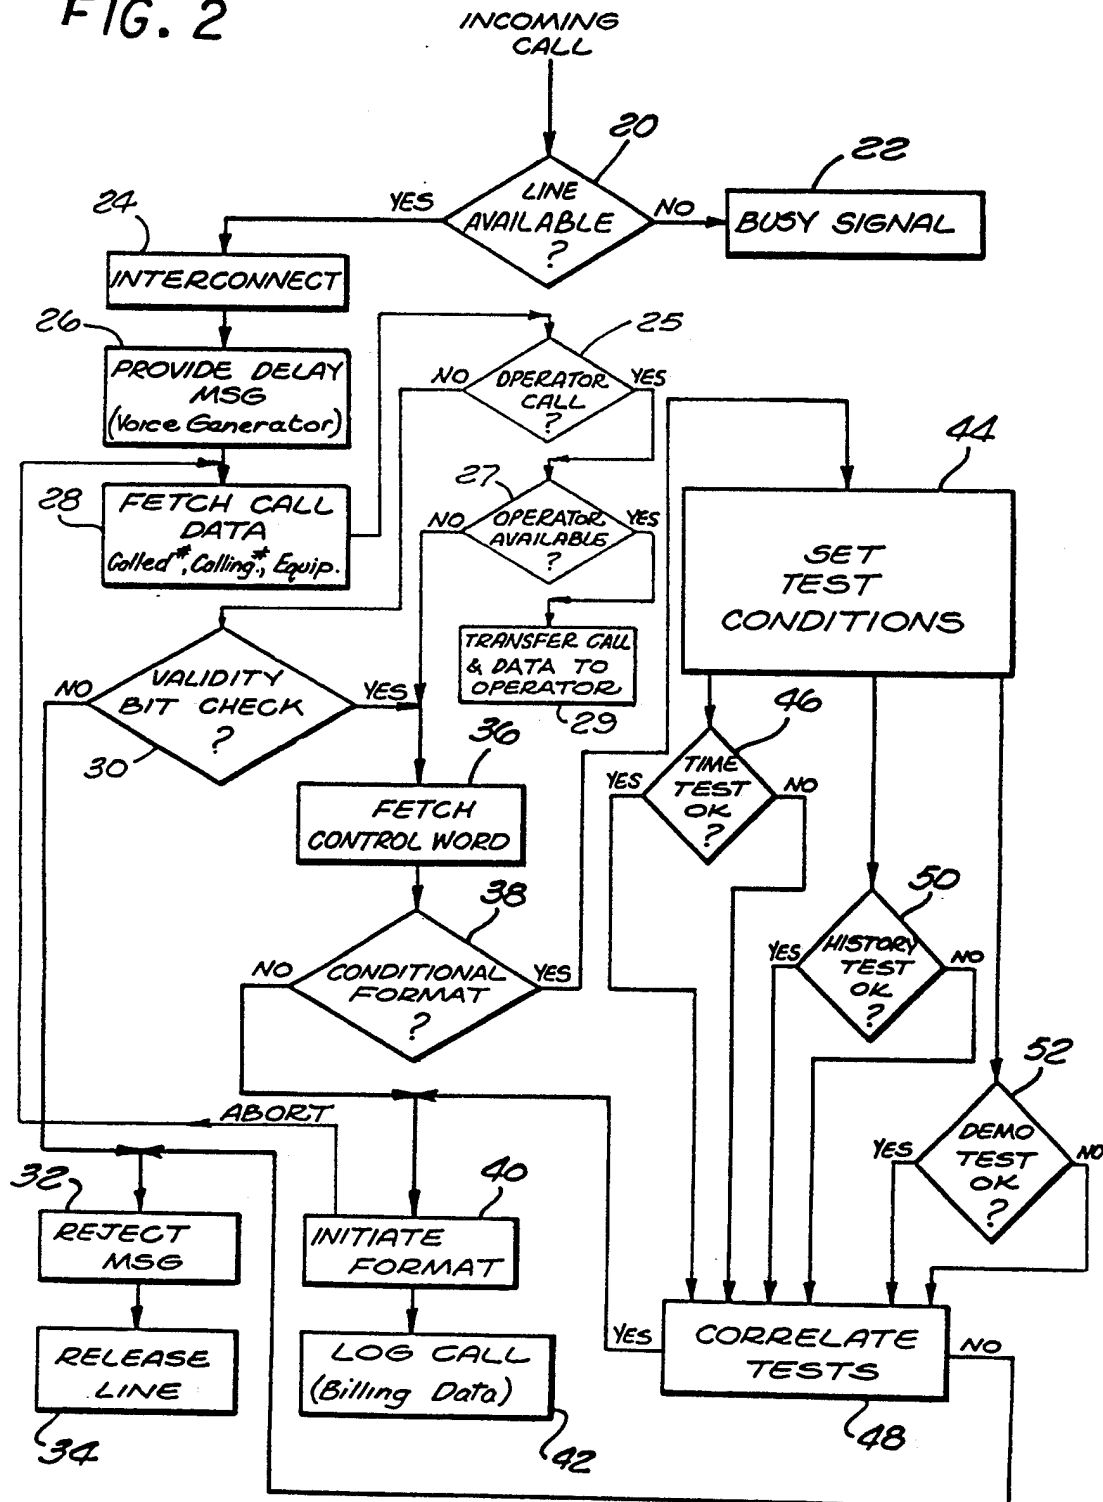 FIG. 2
INCOMING
CALL
20
LINE
AVAILABLE
?
YES
NO
22
BUSY SIGNAL
24
INTERCONNECT
26
PROVIDE DELAY
MSG
(Voice Generator)
28
FETCH CALL
DATA
Called#, Calling#, Equip.
25
OPERATOR
CALL
?
NO
YES
27
OPERATOR
AVAILABLE
?
NO
YES
TRANSFER CALL
& DATA TO
OPERATOR
29
VALIDITY
BIT CHECK
?
NO
YES
30
36
FETCH
CONTROL WORD
38
CONDITIONAL
FORMAT
?
NO
YES
44
SET
TEST
CONDITIONS
46
TIME
TEST
OK
?
YES
NO
50
HISTORY
TEST
OK
?
YES
NO
52
DEMO
TEST
OK
?
YES
NO
ABORT
32
REJECT
MSG
RELEASE
LINE
34
40
INITIATE
FORMAT
LOG CALL
(Billing Data)
42
YES
CORRELATE
TESTS
NO
48